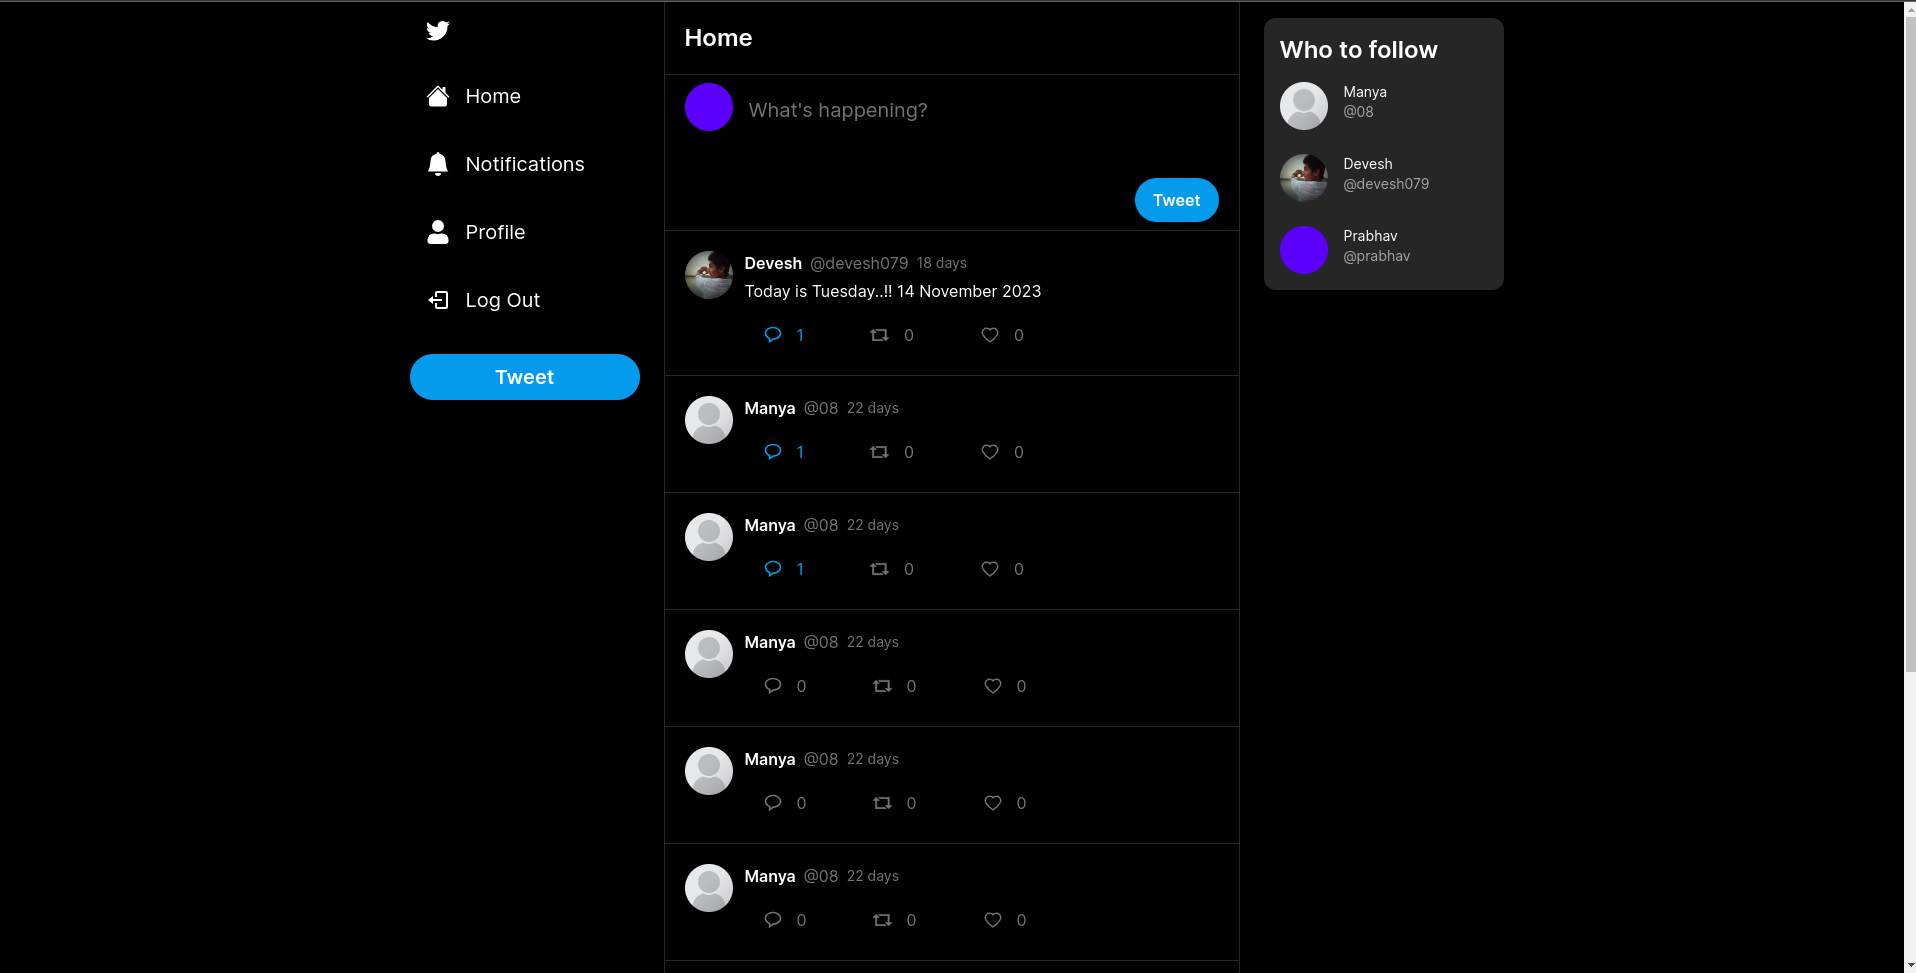 Home
Notifications
Profile
Log Out
Tweet
Home
What's happening?
Tweet
Devesh @devesh079 18 days
Today is Tuesday..!! 14 November 2023
1 0 0
Manya @08 22 days
1 0 0
Manya @08 22 days
1 0 0
Manya @08 22 days
0 0 0
Manya @08 22 days
0 0 0
Manya @08 22 days
0 0 0
Who to follow
Manya
@08
Devesh
@devesh079
Prabhav
@prabhav